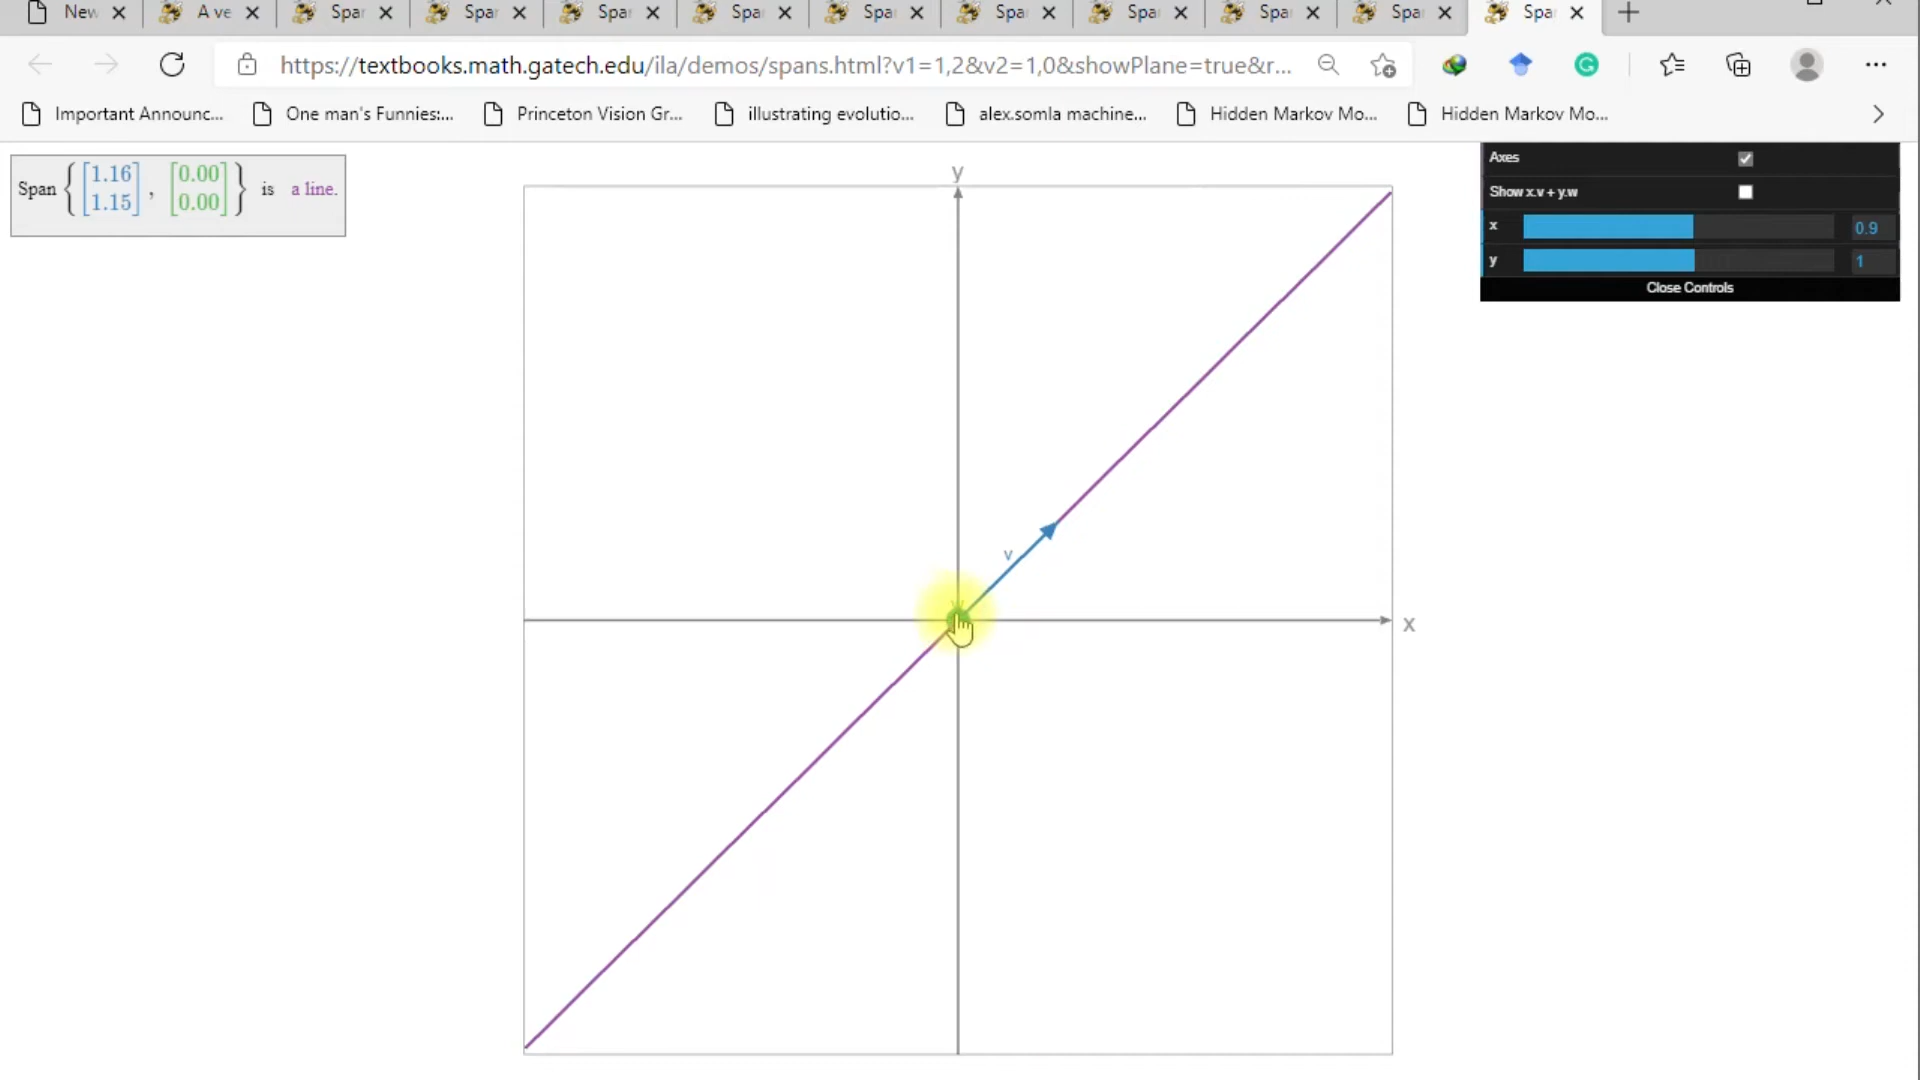 New
A ve
Spa
Spa
Spa
Spa
Spa
Spa
Spa
Spa
Spa
Spa
https://textbooks.math.gatech.edu/ila/demos/spans.html?v1=1,2&v2=1,0&showPlane=true&r...
Important Announc...
One man's Funnies:...
Princeton Vision Gr...
illustrating evolutio...
alex.somla machine...
Hidden Markov Mo...
Hidden Markov Mo...
Span { [1.16 1.15] , [0.00 0.00] } is a line.
Axes
Show x.v + y.w
x 0.9
y 1
Close Controls
y
v
x